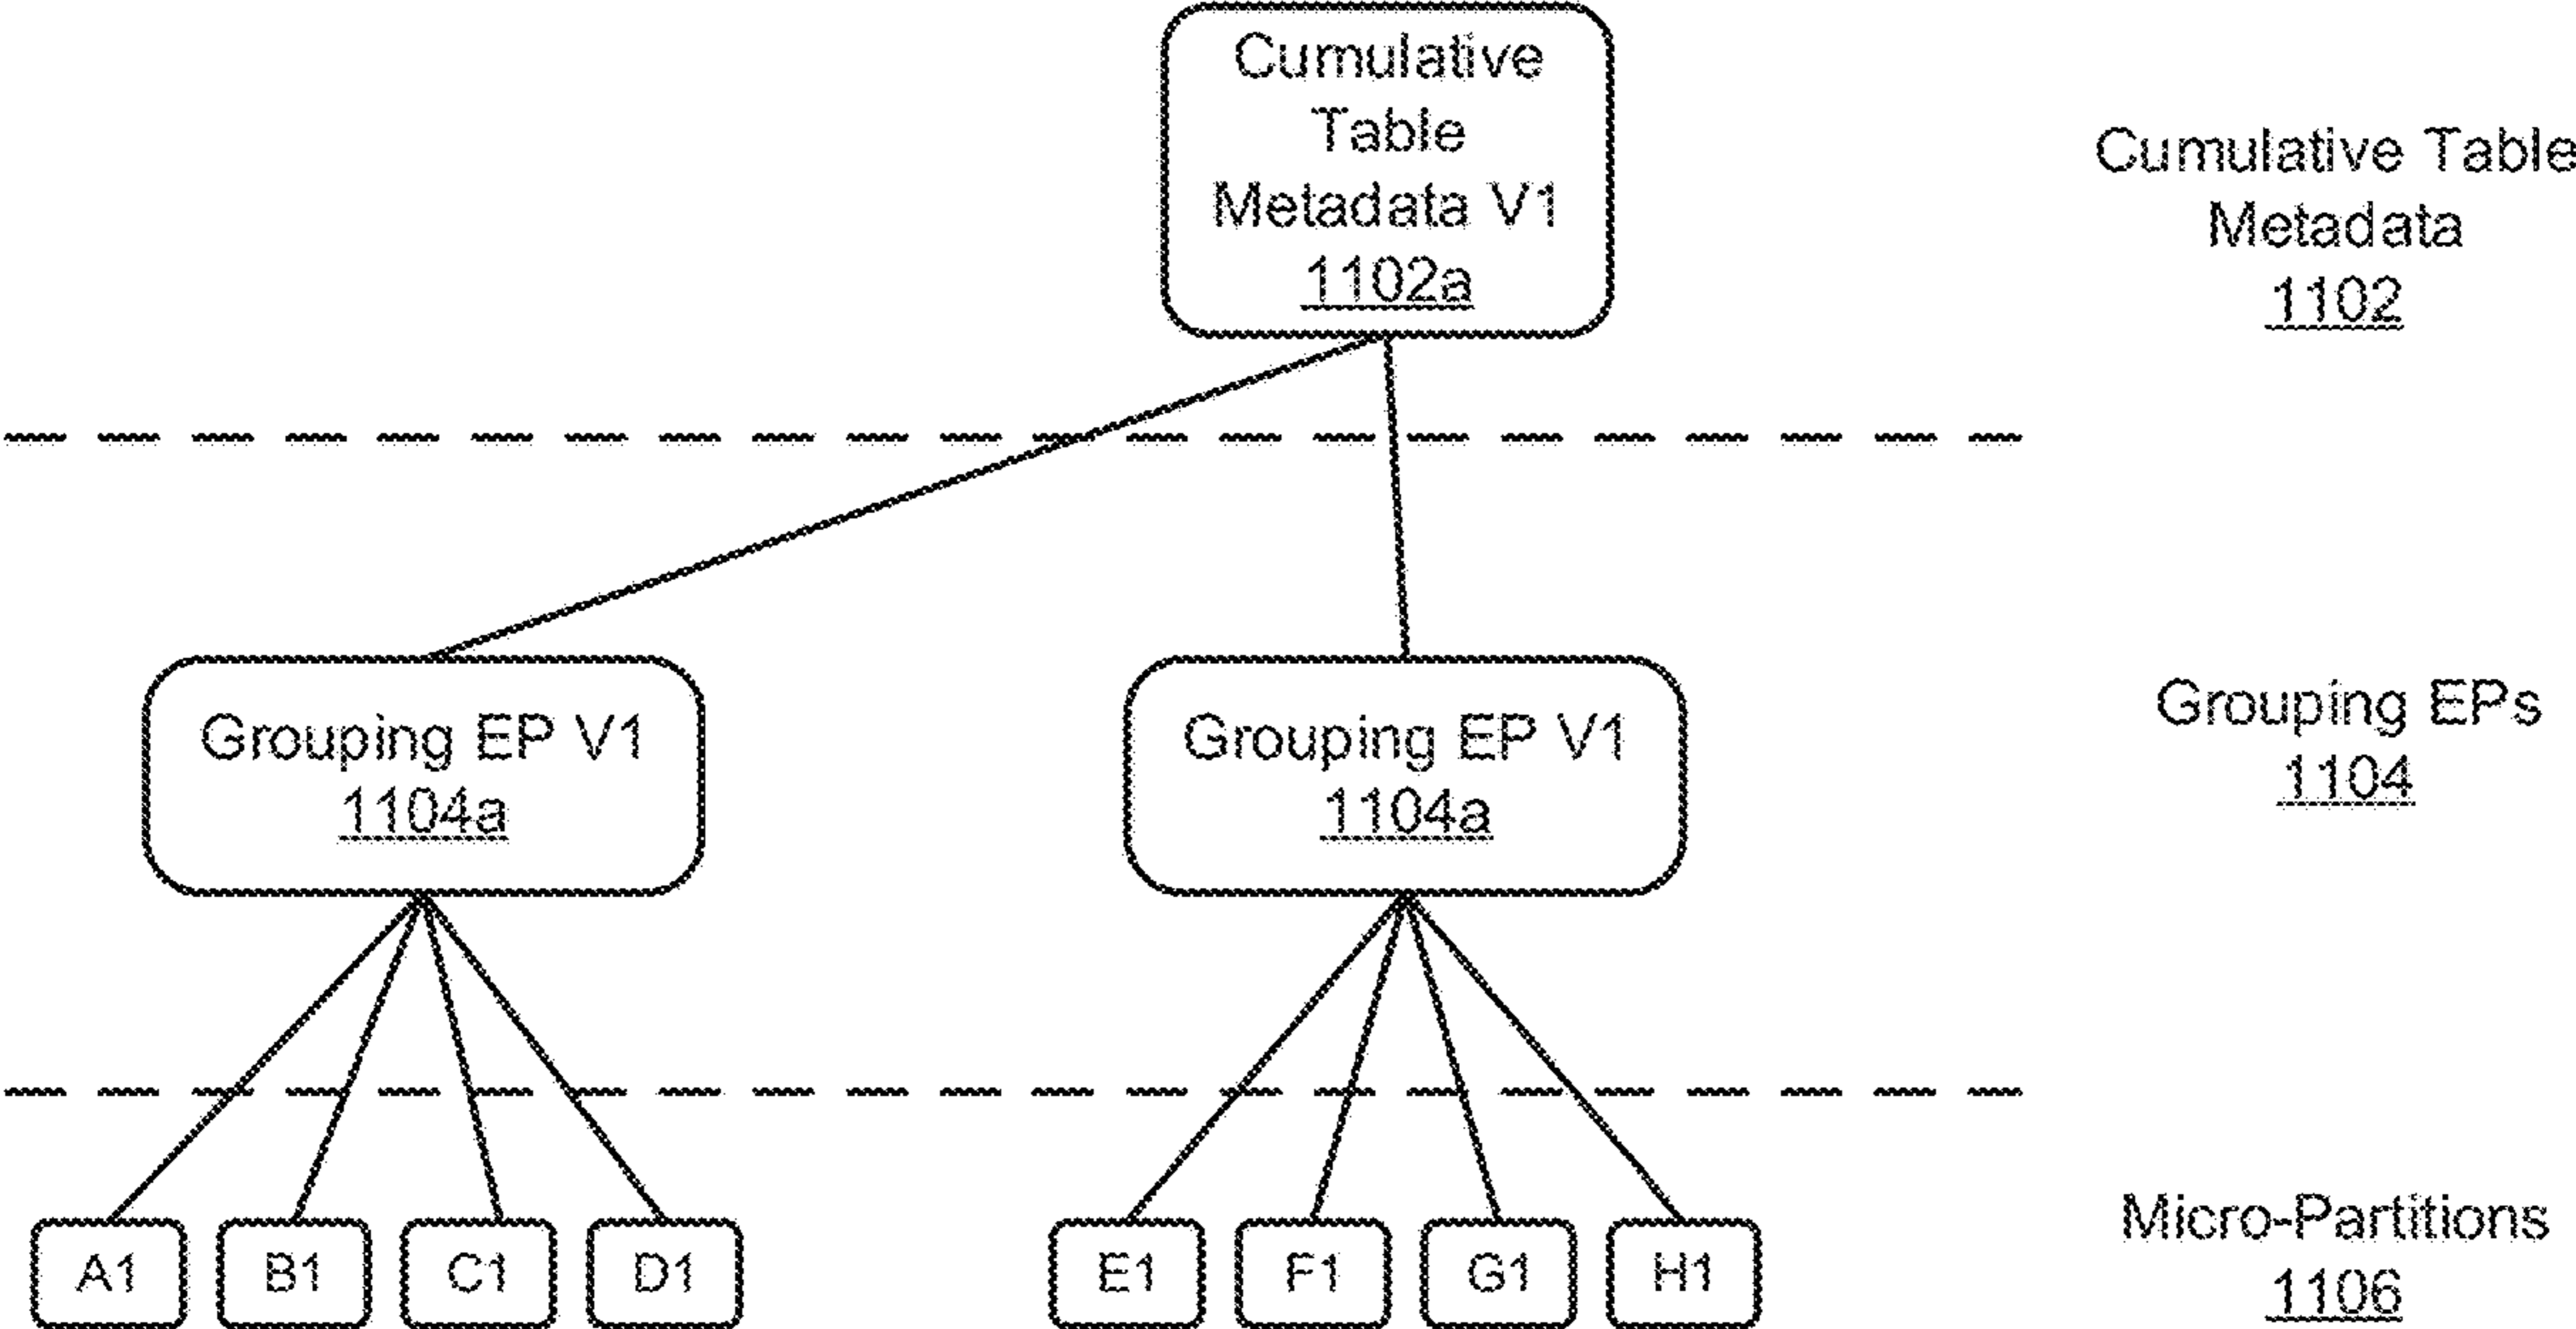 Cumulative
Table
Metadata V1
1102a
Cumulative Table
Metadata
1102
Grouping EP V1
1104a
Grouping EP V1
1104a
Grouping EPs
1104
A1
B1
C1
D1
E1
F1
G1
H1
Micro-Partitions
1106